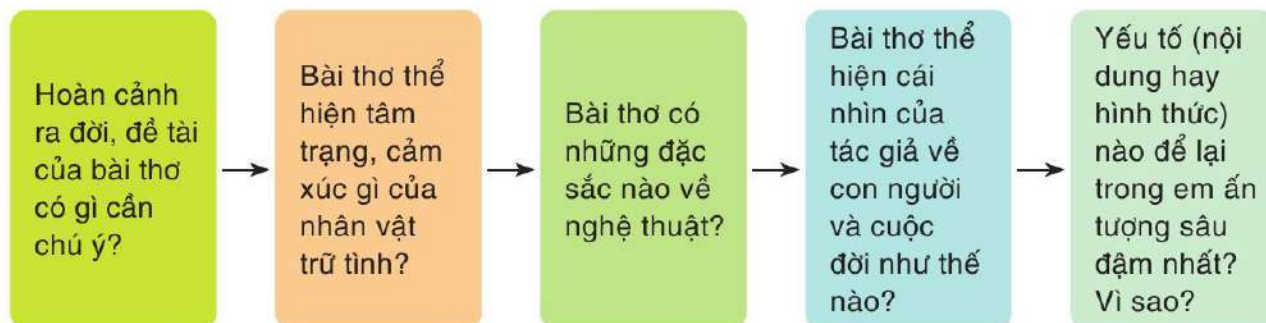 Hoàn cảnh
ra đời, đề tài
của bài thơ
có gì cần
chú ý?
Bài thơ thể
hiện tâm
trạng, cảm
xúc gì của
nhân vật
trữ tình?
Bài thơ có
những đặc
sắc nào về
nghệ thuật?
Bài thơ thể
hiện cái
nhìn của
tác giả về
con người
và cuộc
đời như thế
nào?
Yếu tố (nội
dung hay
hình thức)
nào để lại
trong em ấn
tượng sâu
đậm nhất?
Vì sao?